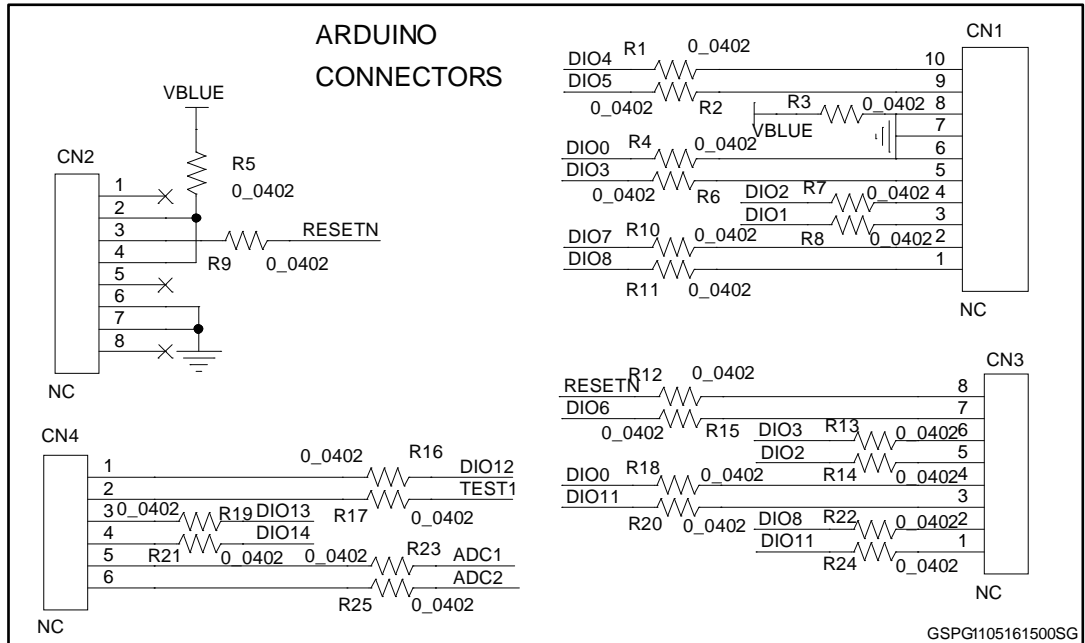 ARDUINO
CONNECTORS
VBLUE
CN2
R5
0_0402
1
2
3
4
5
6
7
8
RESETN
R9
0_0402
NC
CN1
DIO4
R1
0_0402
10
DIO5
9
0_0402
R2
R3
0_0402
8
VBLUE
7
DIO0
R4
0_0402
6
DIO3
5
0_0402
R6
DIO2
R7
0_0402
4
DIO1
3
R8
0_0402
DIO7
R10
0_0402
2
DIO8
1
R11
0_0402
NC
CN3
RESETN
R12
0_0402
8
DIO6
7
0_0402
R15
DIO3
R13
0_0402
6
DIO2
5
R14
0_0402
DIO0
R18
0_0402
4
DIO11
3
R20
0_0402
DIO8
R22
0_0402
2
DIO11
1
R24
0_0402
NC
CN4
1
0_0402
R16
DIO12
2
TEST1
R17
0_0402
3
0_0402
R19
DIO13
4
DIO14
R21
0_0402
5
0_0402
R23
ADC1
6
ADC2
R25
0_0402
NC
GSPG1105161500SG